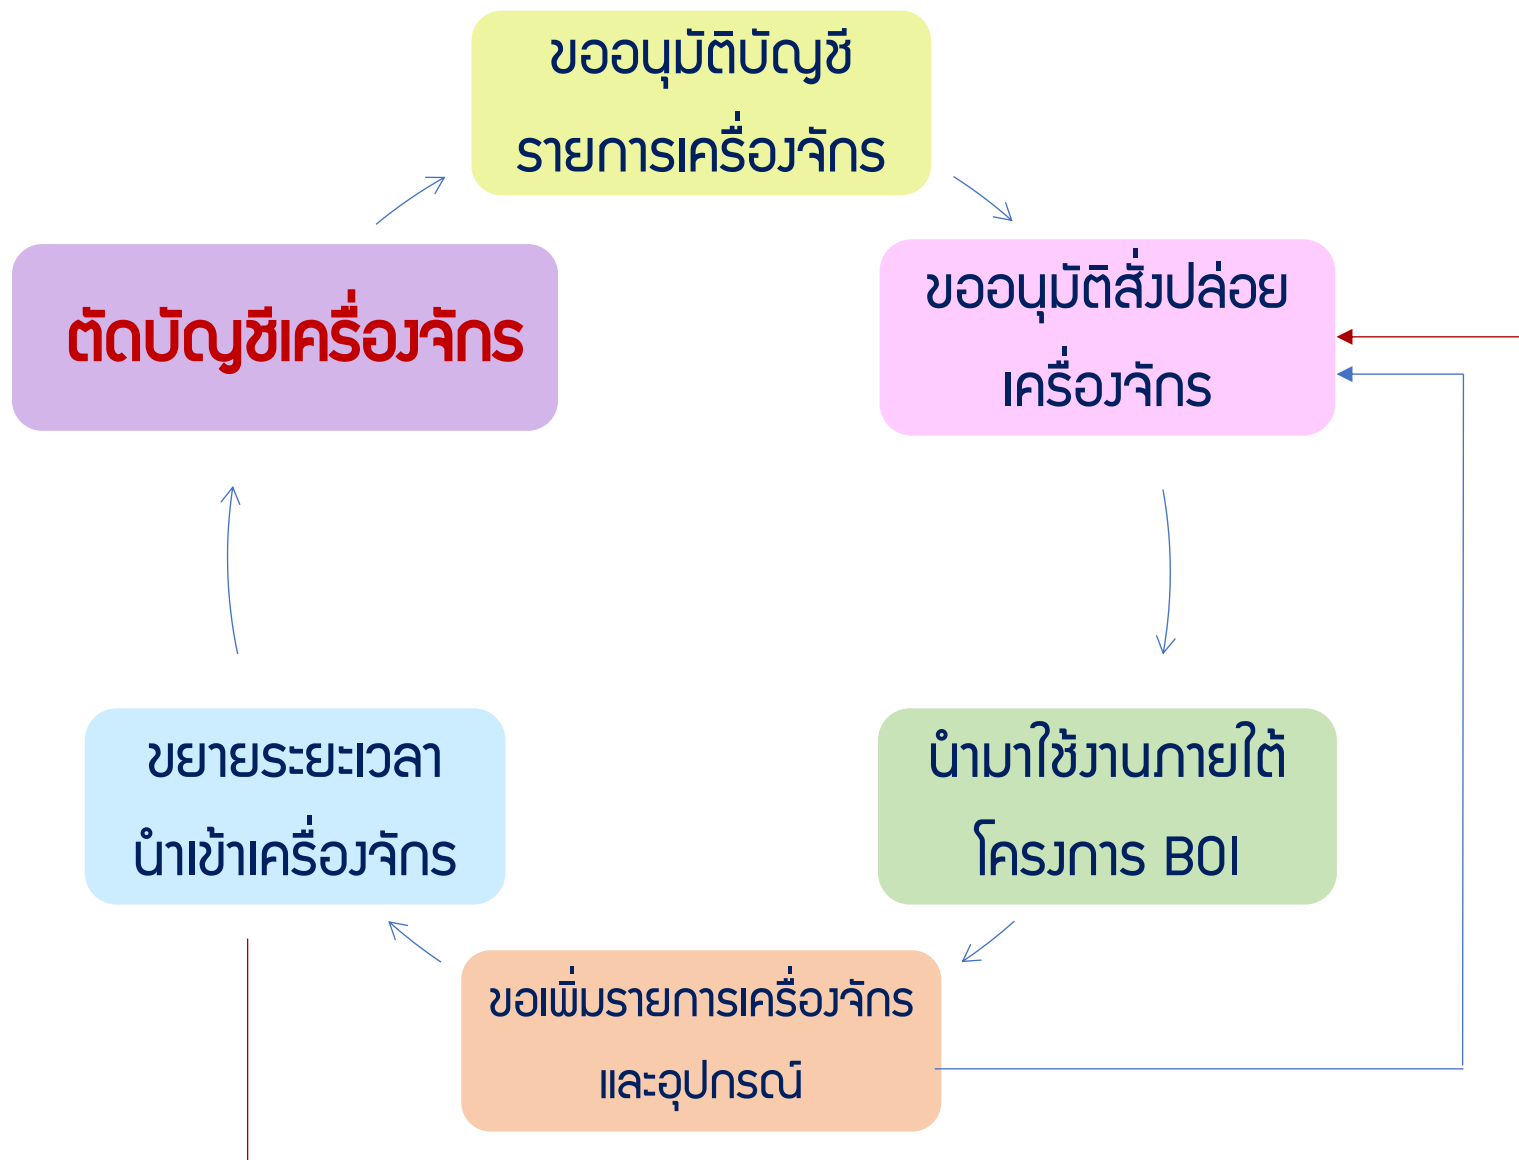 ขออนุมัติบัญชี
รายการเครื่องจักร
ขออนุมัติสั่งปล่อย
เครื่องจักร
นำมาใช้งานภายใต้
โครงการ BOI
ขอเพิ่มรายการเครื่องจักร
และอุปกรณ์
ขยายระยะเวลา
นำเข้าเครื่องจักร
ตัดบัญชีเครื่องจักร